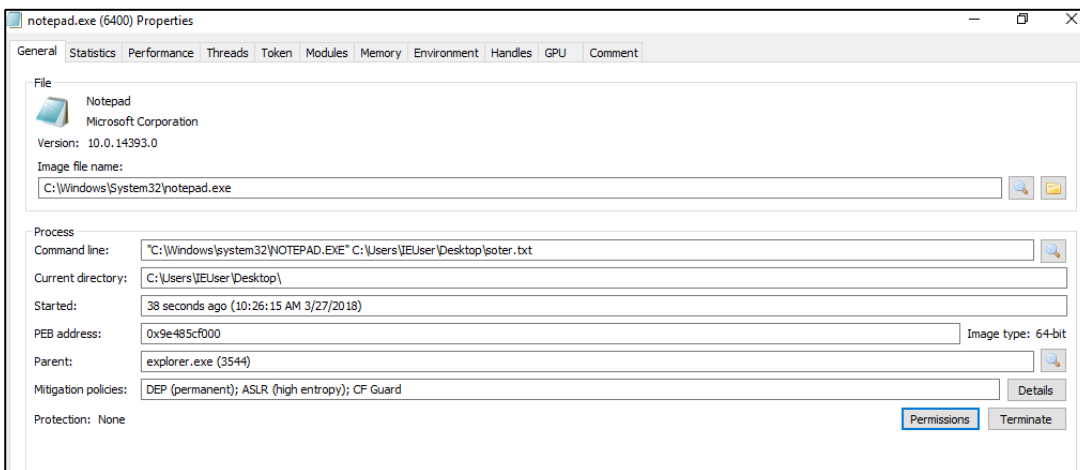 notepad.exe (6400) Properties
General Statistics Performance Threads Token Modules Memory Environment Handles GPU Comment
File
Notepad
Microsoft Corporation
Version: 10.0.14393.0
Image file name:
C:\Windows\System32\notepad.exe
Process
Command line: "C:\Windows\system32\NOTEPAD.EXE" C:\Users\IEUser\Desktop\soter.txt
Current directory: C:\Users\IEUser\Desktop\
Started: 38 seconds ago (10:26:15 AM 3/27/2018)
PEB address: 0x9e485cf000 Image type: 64-bit
Parent: explorer.exe (3544)
Mitigation policies: DEP (permanent); ASLR (high entropy); CF Guard Details
Protection: None Permissions Terminate